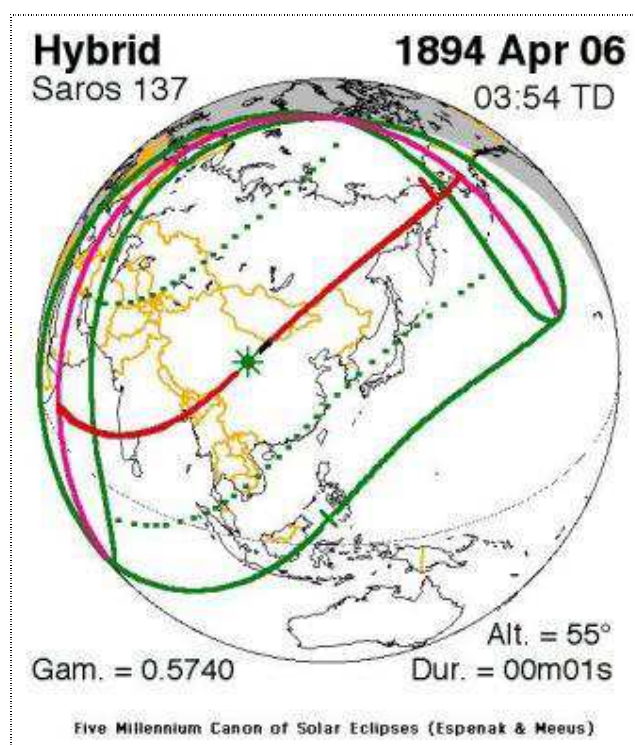 Hybrid 1894 Apr 06
Saros 137 03:54 TD
Alt. = 55°
Gam. = 0.5740 Dur. = 00m01s
Five Millennium Canon of Solar Eclipses (Espenak & Meeus)